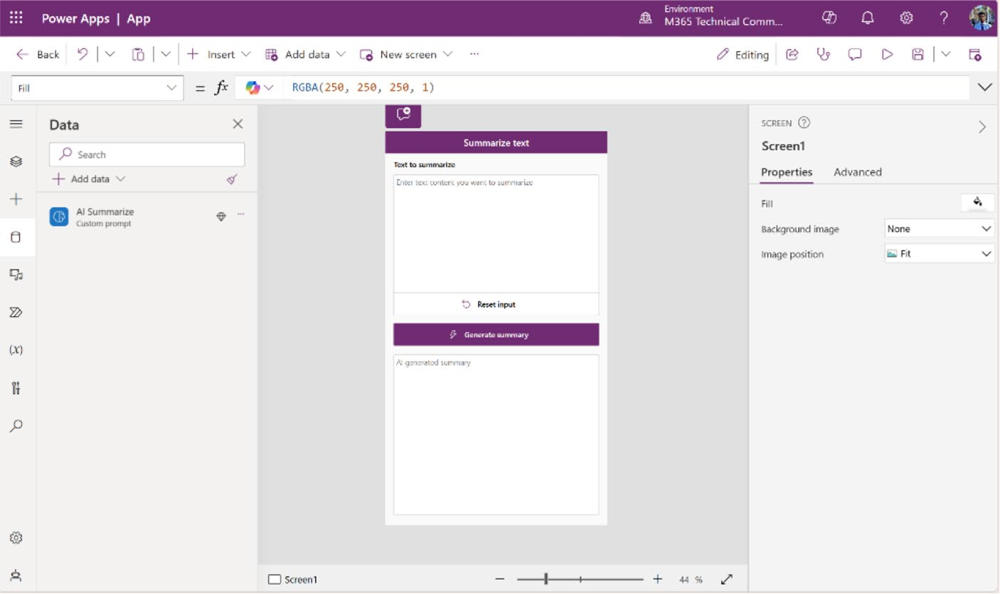 Power Apps | App
Environment
M365 Technical Comm...
Back
Insert
Add data
New screen
...
Editing
Fill
= fx
RGBA(250, 250, 250, 1)
Data
Search
Add data
AI Summarize
Custom prompt
...
(x)
Summarize text
Text to summarize
Enter text content you want to summarize
Reset input
Generate summary
AI generated summary
SCREEN
Screen1
Properties
Advanced
Fill
Background image
None
Image position
Fit
Screen1
44 %